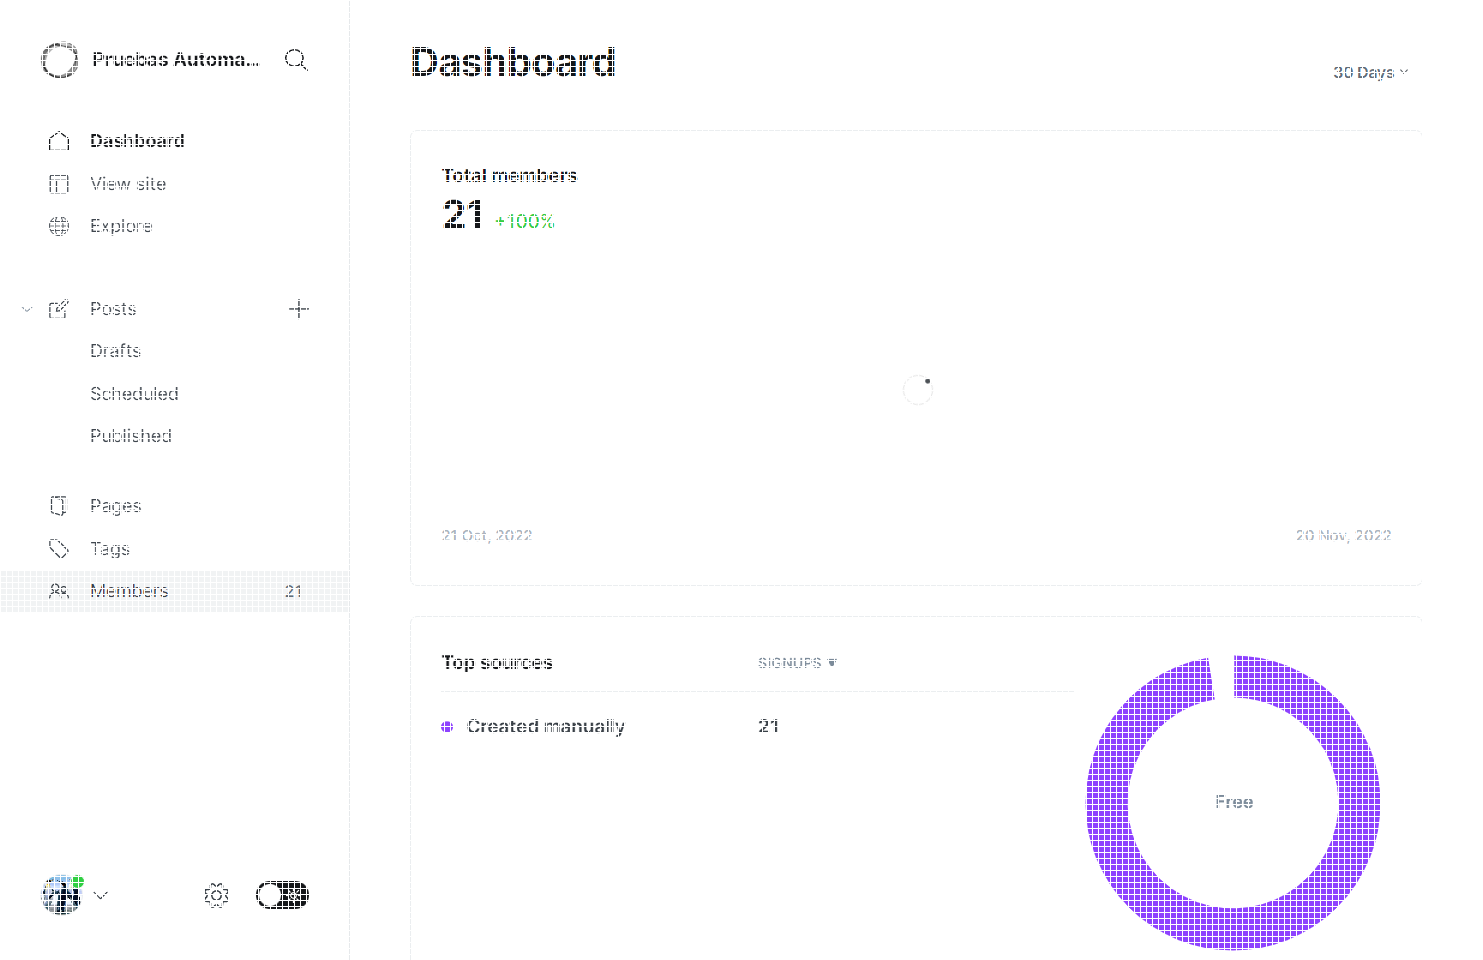 Pruebas Automa...
Dashboard
View site
Explore
Posts
Drafts
Scheduled
Published
Pages
Tags
Members 21
Dashboard
30 Days
Total members
21 +100%
21 Oct, 2022
20 Nov, 2022
Top sources SIGNUPS
Created manually 21
Free